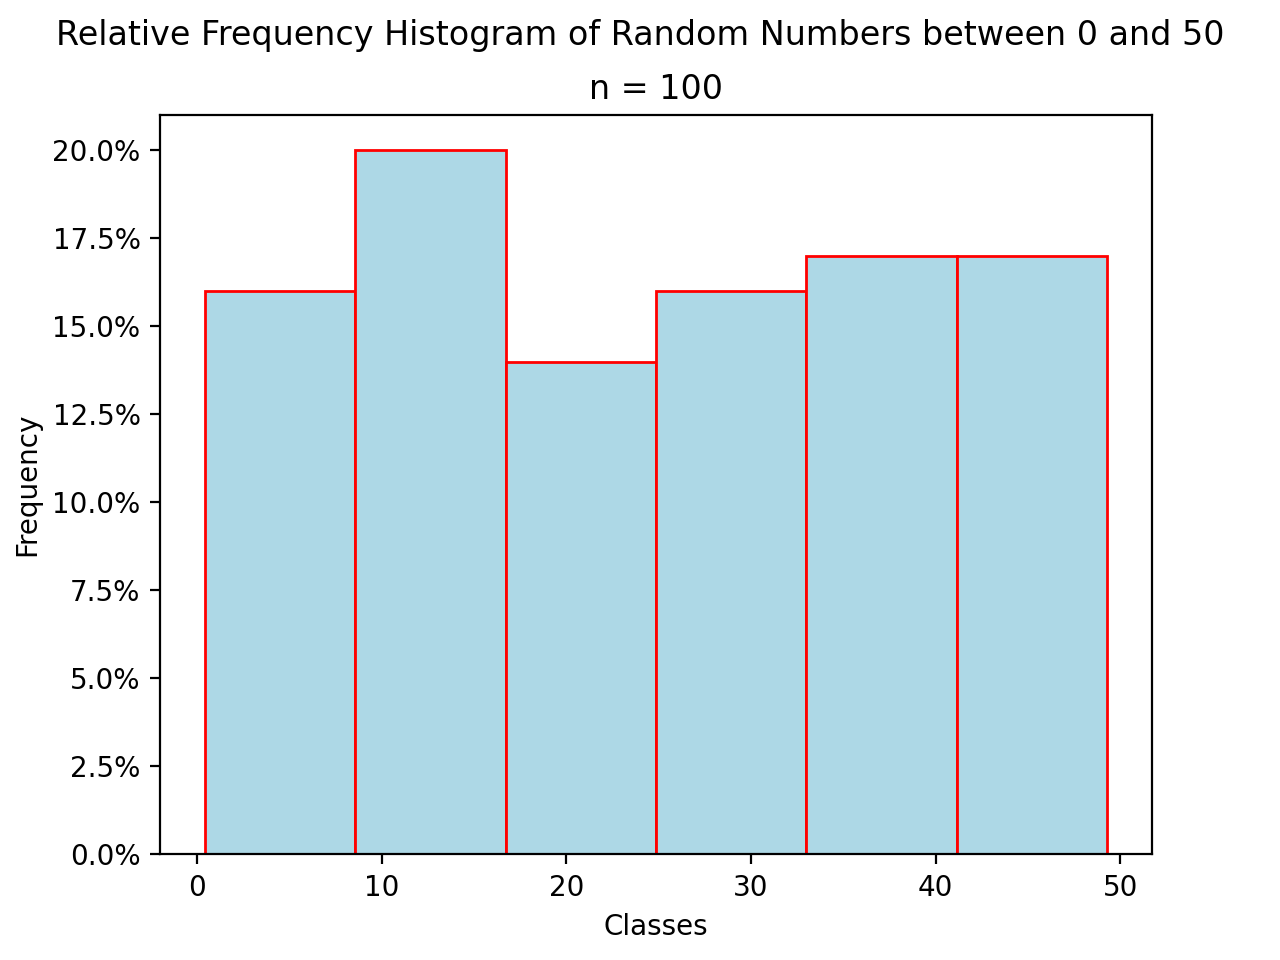 Relative Frequency Histogram of Random Numbers between 0 and 50
n = 100
20.0%
17.5%
15.0%
12.5%
10.0%
7.5%
5.0%
2.5%
0.0%
Frequency
0 10 20 30 40 50
Classes